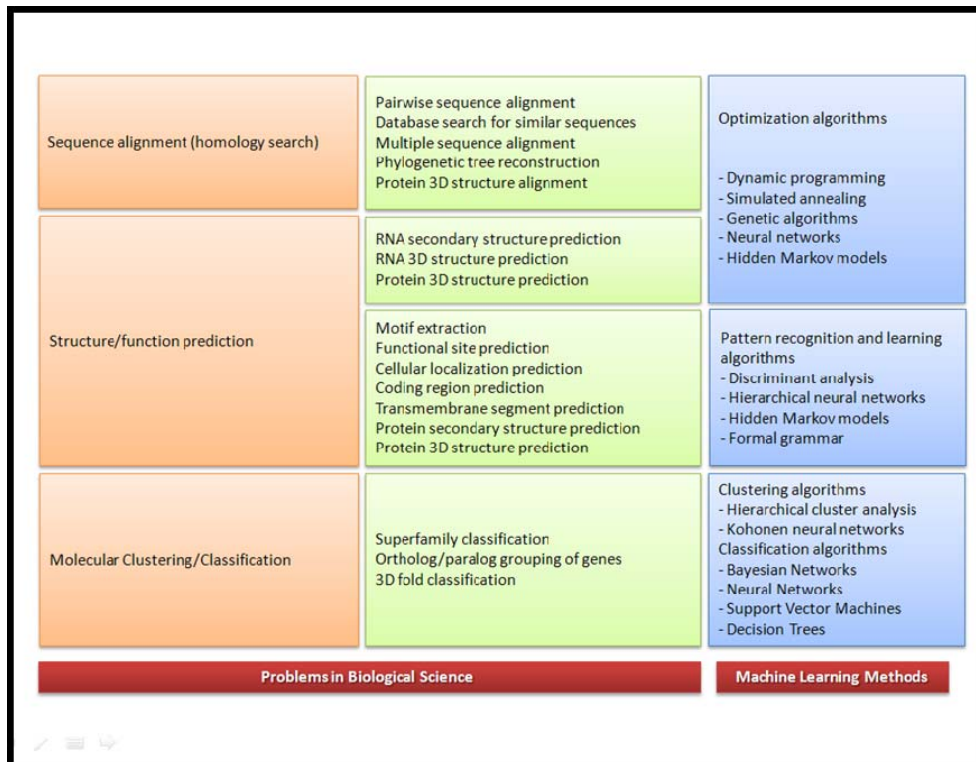 Sequence alignment (homology search)
Pairwise sequence alignment
Database search for similar sequences
Multiple sequence alignment
Phylogenetic tree reconstruction
Protein 3D structure alignment
Optimization algorithms
- Dynamic programming
- Simulated annealing
- Genetic algorithms
- Neural networks
- Hidden Markov models
Structure/function prediction
RNA secondary structure prediction
RNA 3D structure prediction
Protein 3D structure prediction
Motif extraction
Functional site prediction
Cellular localization prediction
Coding region prediction
Transmembrane segment prediction
Protein secondary structure prediction
Protein 3D structure prediction
Pattern recognition and learning
algorithms
- Discriminant analysis
- Hierarchical neural networks
- Hidden Markov models
- Formal grammar
Molecular Clustering/Classification
Superfamily classification
Ortholog/paralog grouping of genes
3D fold classification
Clustering algorithms
- Hierarchical cluster analysis
- Kohonen neural networks
Classification algorithms
- Bayesian Networks
- Neural Networks
- Support Vector Machines
- Decision Trees
Problems in Biological Science
Machine Learning Methods